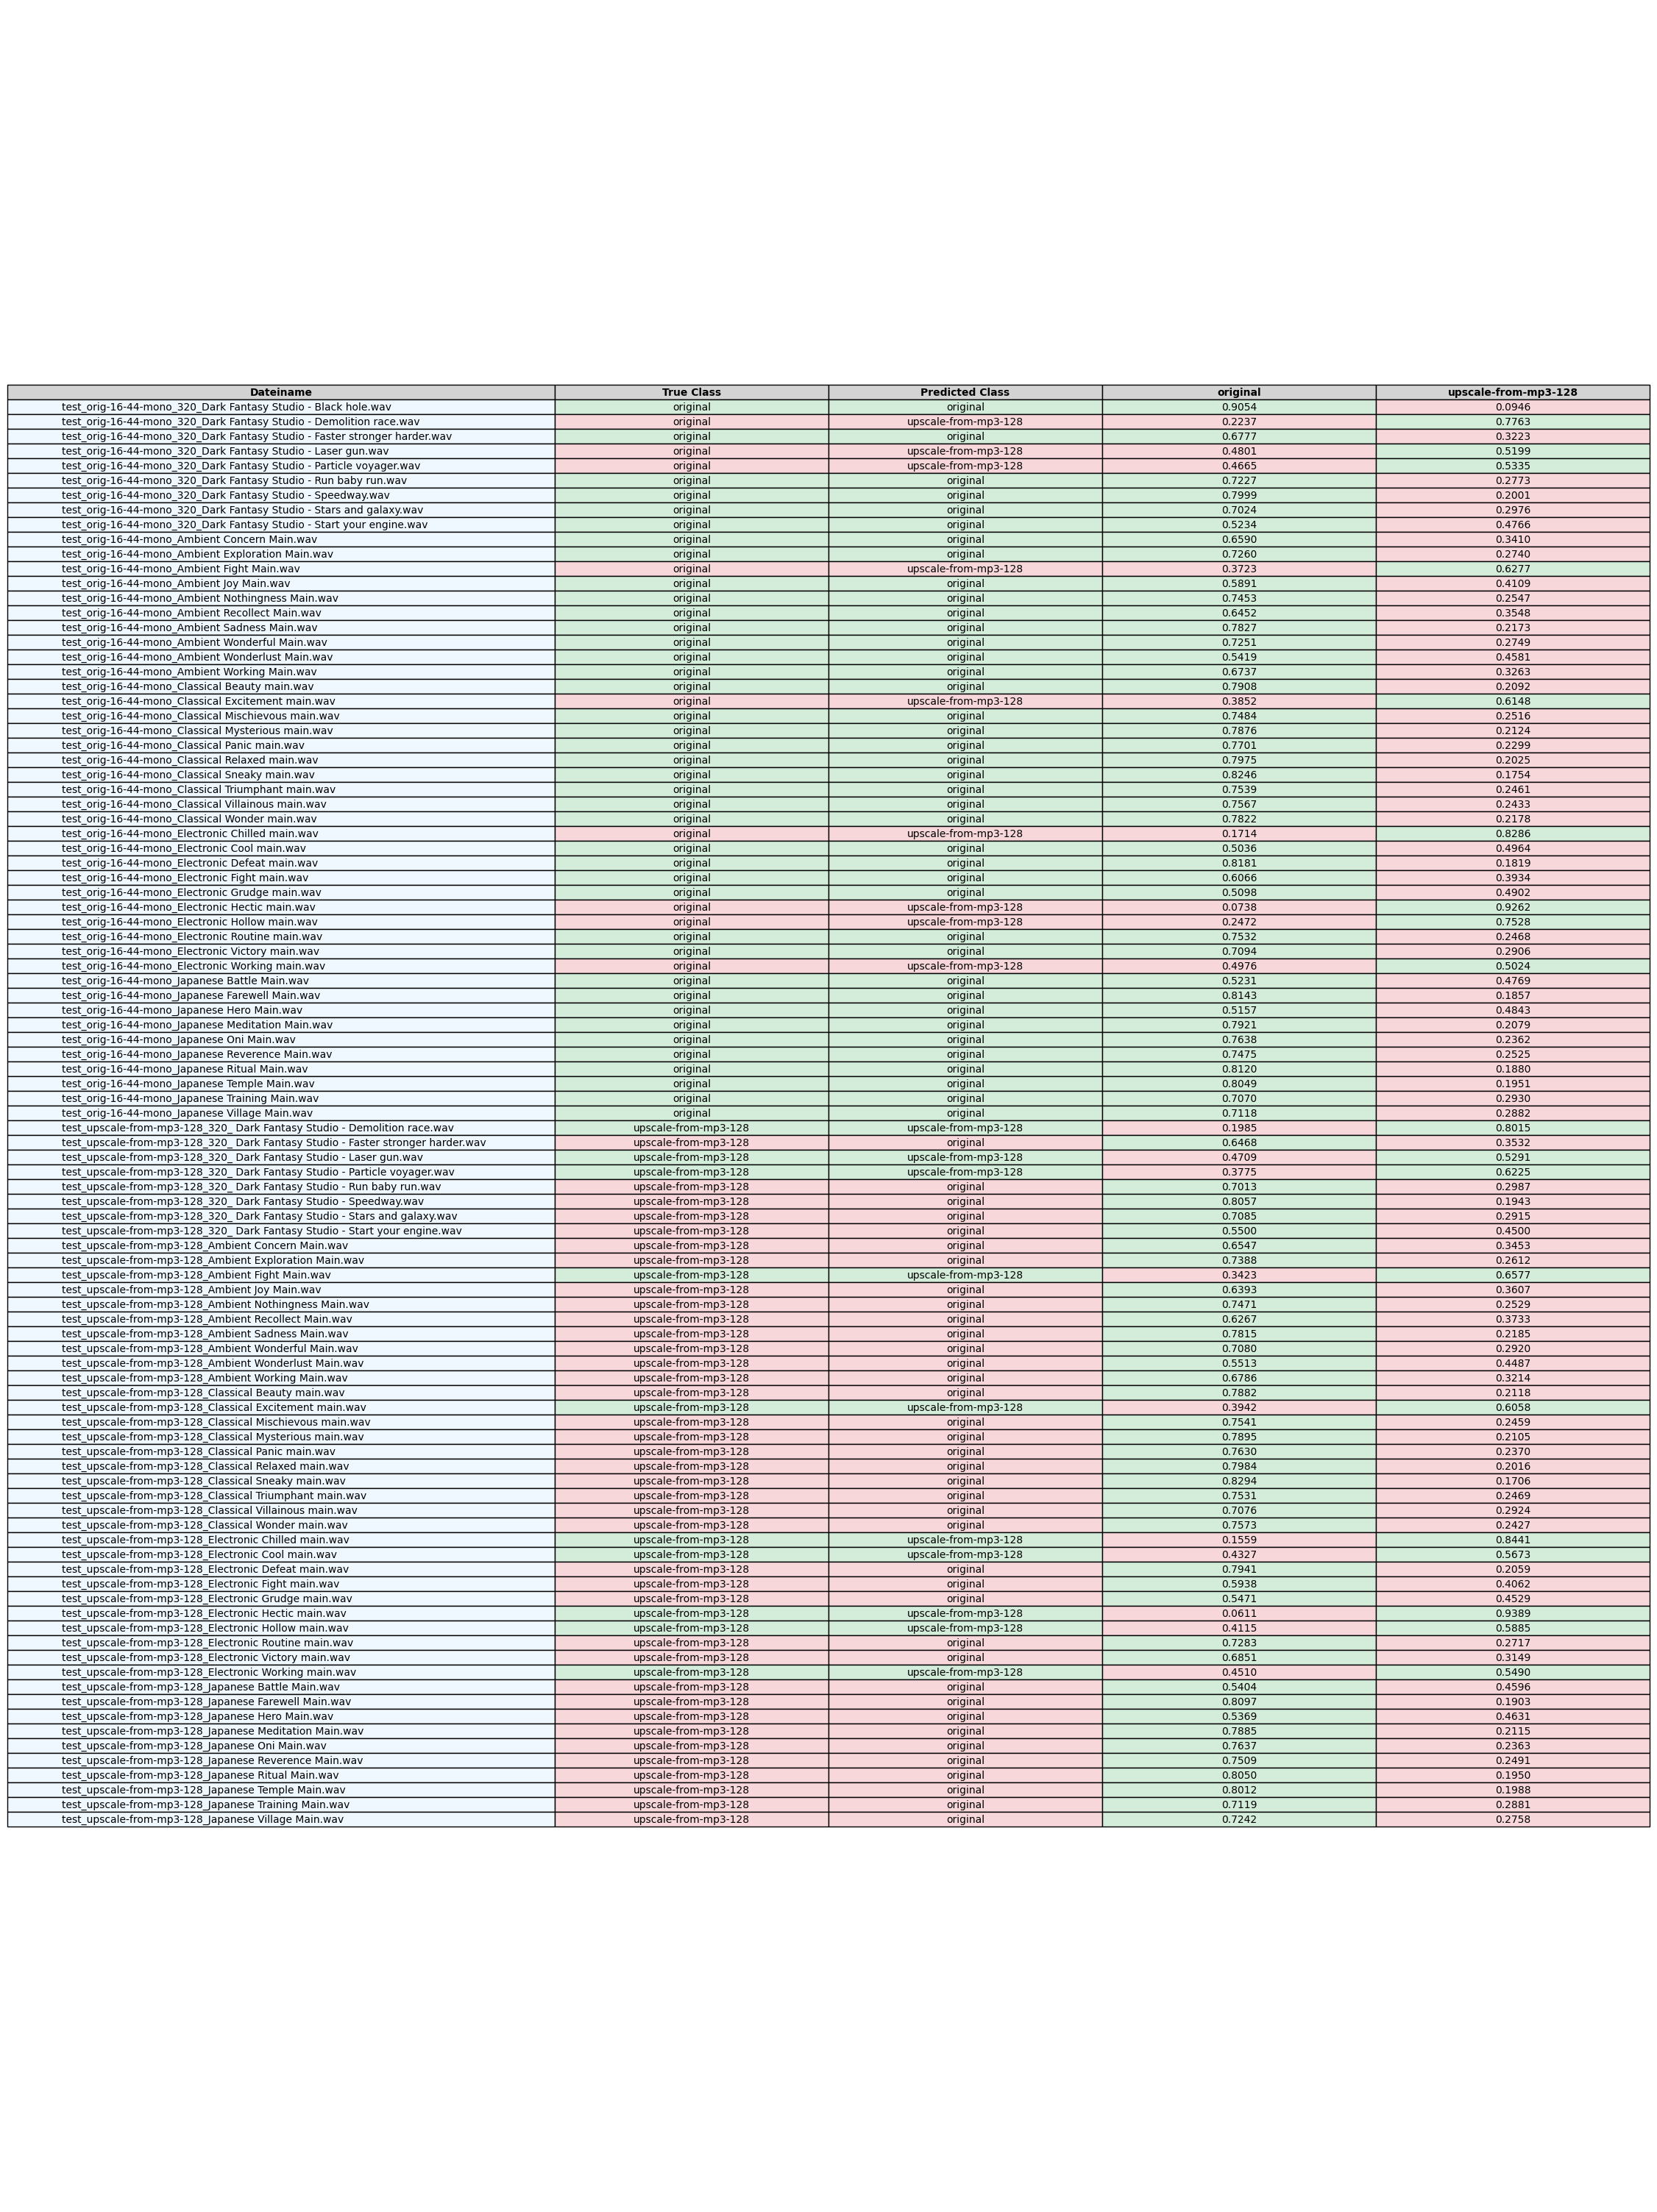 Dateiname True Class Predicted Class original upscale-from-mp3-128
test_orig-16-44-mono_320_Dark Fantasy Studio - Black hole.wav original original 0.9054 0.0946
test_orig-16-44-mono_320_Dark Fantasy Studio - Demolition race.wav original upscale-from-mp3-128 0.2237 0.7763
test_orig-16-44-mono_320_Dark Fantasy Studio - Faster stronger harder.wav original original 0.6777 0.3223
test_orig-16-44-mono_320_Dark Fantasy Studio - Laser gun.wav original upscale-from-mp3-128 0.4801 0.5199
test_orig-16-44-mono_320_Dark Fantasy Studio - Particle voyager.wav original upscale-from-mp3-128 0.4665 0.5335
test_orig-16-44-mono_320_Dark Fantasy Studio - Run baby run.wav original original 0.7227 0.2773
test_orig-16-44-mono_320_Dark Fantasy Studio - Speedway.wav original original 0.7999 0.2001
test_orig-16-44-mono_320_Dark Fantasy Studio - Stars and galaxy.wav original original 0.7024 0.2976
test_orig-16-44-mono_320_Dark Fantasy Studio - Start your engine.wav original original 0.5234 0.4766
test_orig-16-44-mono_Ambient Concern Main.wav original original 0.6590 0.3410
test_orig-16-44-mono_Ambient Exploration Main.wav original original 0.7260 0.2740
test_orig-16-44-mono_Ambient Fight Main.wav original upscale-from-mp3-128 0.3723 0.6277
test_orig-16-44-mono_Ambient Joy Main.wav original original 0.5891 0.4109
test_orig-16-44-mono_Ambient Nothingness Main.wav original original 0.7453 0.2547
test_orig-16-44-mono_Ambient Recollect Main.wav original original 0.6452 0.3548
test_orig-16-44-mono_Ambient Sadness Main.wav original original 0.7827 0.2173
test_orig-16-44-mono_Ambient Wonderful Main.wav original original 0.7251 0.2749
test_orig-16-44-mono_Ambient Wonderlust Main.wav original original 0.5419 0.4581
test_orig-16-44-mono_Ambient Working Main.wav original original 0.6737 0.3263
test_orig-16-44-mono_Classical Beauty main.wav original original 0.7908 0.2092
test_orig-16-44-mono_Classical Excitement main.wav original upscale-from-mp3-128 0.3852 0.6148
test_orig-16-44-mono_Classical Mischievous main.wav original original 0.7484 0.2516
test_orig-16-44-mono_Classical Mysterious main.wav original original 0.7876 0.2124
test_orig-16-44-mono_Classical Panic main.wav original original 0.7701 0.2299
test_orig-16-44-mono_Classical Relaxed main.wav original original 0.7975 0.2025
test_orig-16-44-mono_Classical Sneaky main.wav original original 0.8246 0.1754
test_orig-16-44-mono_Classical Triumphant main.wav original original 0.7539 0.2461
test_orig-16-44-mono_Classical Villainous main.wav original original 0.7567 0.2433
test_orig-16-44-mono_Classical Wonder main.wav original original 0.7822 0.2178
test_orig-16-44-mono_Electronic Chilled main.wav original upscale-from-mp3-128 0.1714 0.8286
test_orig-16-44-mono_Electronic Cool main.wav original original 0.5036 0.4964
test_orig-16-44-mono_Electronic Defeat main.wav original original 0.8181 0.1819
test_orig-16-44-mono_Electronic Fight main.wav original original 0.6066 0.3934
test_orig-16-44-mono_Electronic Grudge main.wav original original 0.5098 0.4902
test_orig-16-44-mono_Electronic Hectic main.wav original upscale-from-mp3-128 0.0738 0.9262
test_orig-16-44-mono_Electronic Hollow main.wav original upscale-from-mp3-128 0.2472 0.7528
test_orig-16-44-mono_Electronic Routine main.wav original original 0.7532 0.2468
test_orig-16-44-mono_Electronic Victory main.wav original original 0.7094 0.2906
test_orig-16-44-mono_Electronic Working main.wav original upscale-from-mp3-128 0.4976 0.5024
test_orig-16-44-mono_Japanese Battle Main.wav original original 0.5231 0.4769
test_orig-16-44-mono_Japanese Farewell Main.wav original original 0.8143 0.1857
test_orig-16-44-mono_Japanese Hero Main.wav original original 0.5157 0.4843
test_orig-16-44-mono_Japanese Meditation Main.wav original original 0.7921 0.2079
test_orig-16-44-mono_Japanese Oni Main.wav original original 0.7638 0.2362
test_orig-16-44-mono_Japanese Reverence Main.wav original original 0.7475 0.2525
test_orig-16-44-mono_Japanese Ritual Main.wav original original 0.8120 0.1880
test_orig-16-44-mono_Japanese Temple Main.wav original original 0.8049 0.1951
test_orig-16-44-mono_Japanese Training Main.wav original original 0.7070 0.2930
test_orig-16-44-mono_Japanese Village Main.wav original original 0.7118 0.2882
test_upscale-from-mp3-128_320_ Dark Fantasy Studio - Demolition race.wav upscale-from-mp3-128 upscale-from-mp3-128 0.1985 0.8015
test_upscale-from-mp3-128_320_ Dark Fantasy Studio - Faster stronger harder.wav upscale-from-mp3-128 original 0.6468 0.3532
test_upscale-from-mp3-128_320_ Dark Fantasy Studio - Laser gun.wav upscale-from-mp3-128 upscale-from-mp3-128 0.4709 0.5291
test_upscale-from-mp3-128_320_ Dark Fantasy Studio - Particle voyager.wav upscale-from-mp3-128 upscale-from-mp3-128 0.3775 0.6225
test_upscale-from-mp3-128_320_ Dark Fantasy Studio - Run baby run.wav upscale-from-mp3-128 original 0.7013 0.2987
test_upscale-from-mp3-128_320_ Dark Fantasy Studio - Speedway.wav upscale-from-mp3-128 original 0.8057 0.1943
test_upscale-from-mp3-128_320_ Dark Fantasy Studio - Stars and galaxy.wav upscale-from-mp3-128 original 0.7085 0.2915
test_upscale-from-mp3-128_320_ Dark Fantasy Studio - Start your engine.wav upscale-from-mp3-128 original 0.5500 0.4500
test_upscale-from-mp3-128_Ambient Concern Main.wav upscale-from-mp3-128 original 0.6547 0.3453
test_upscale-from-mp3-128_Ambient Exploration Main.wav upscale-from-mp3-128 original 0.7388 0.2612
test_upscale-from-mp3-128_Ambient Fight Main.wav upscale-from-mp3-128 upscale-from-mp3-128 0.3423 0.6577
test_upscale-from-mp3-128_Ambient Joy Main.wav upscale-from-mp3-128 original 0.6393 0.3607
test_upscale-from-mp3-128_Ambient Nothingness Main.wav upscale-from-mp3-128 original 0.7471 0.2529
test_upscale-from-mp3-128_Ambient Recollect Main.wav upscale-from-mp3-128 original 0.6267 0.3733
test_upscale-from-mp3-128_Ambient Sadness Main.wav upscale-from-mp3-128 original 0.7815 0.2185
test_upscale-from-mp3-128_Ambient Wonderful Main.wav upscale-from-mp3-128 original 0.7080 0.2920
test_upscale-from-mp3-128_Ambient Wonderlust Main.wav upscale-from-mp3-128 original 0.5513 0.4487
test_upscale-from-mp3-128_Ambient Working Main.wav upscale-from-mp3-128 original 0.6786 0.3214
test_upscale-from-mp3-128_Classical Beauty main.wav upscale-from-mp3-128 original 0.7882 0.2118
test_upscale-from-mp3-128_Classical Excitement main.wav upscale-from-mp3-128 upscale-from-mp3-128 0.3942 0.6058
test_upscale-from-mp3-128_Classical Mischievous main.wav upscale-from-mp3-128 original 0.7541 0.2459
test_upscale-from-mp3-128_Classical Mysterious main.wav upscale-from-mp3-128 original 0.7895 0.2105
test_upscale-from-mp3-128_Classical Panic main.wav upscale-from-mp3-128 original 0.7630 0.2370
test_upscale-from-mp3-128_Classical Relaxed main.wav upscale-from-mp3-128 original 0.7984 0.2016
test_upscale-from-mp3-128_Classical Sneaky main.wav upscale-from-mp3-128 original 0.8294 0.1706
test_upscale-from-mp3-128_Classical Triumphant main.wav upscale-from-mp3-128 original 0.7531 0.2469
test_upscale-from-mp3-128_Classical Villainous main.wav upscale-from-mp3-128 original 0.7076 0.2924
test_upscale-from-mp3-128_Classical Wonder main.wav upscale-from-mp3-128 original 0.7573 0.2427
test_upscale-from-mp3-128_Electronic Chilled main.wav upscale-from-mp3-128 upscale-from-mp3-128 0.1559 0.8441
test_upscale-from-mp3-128_Electronic Cool main.wav upscale-from-mp3-128 upscale-from-mp3-128 0.4327 0.5673
test_upscale-from-mp3-128_Electronic Defeat main.wav upscale-from-mp3-128 original 0.7941 0.2059
test_upscale-from-mp3-128_Electronic Fight main.wav upscale-from-mp3-128 original 0.5938 0.4062
test_upscale-from-mp3-128_Electronic Grudge main.wav upscale-from-mp3-128 original 0.5471 0.4529
test_upscale-from-mp3-128_Electronic Hectic main.wav upscale-from-mp3-128 upscale-from-mp3-128 0.0611 0.9389
test_upscale-from-mp3-128_Electronic Hollow main.wav upscale-from-mp3-128 upscale-from-mp3-128 0.4115 0.5885
test_upscale-from-mp3-128_Electronic Routine main.wav upscale-from-mp3-128 original 0.7283 0.2717
test_upscale-from-mp3-128_Electronic Victory main.wav upscale-from-mp3-128 original 0.6851 0.3149
test_upscale-from-mp3-128_Electronic Working main.wav upscale-from-mp3-128 upscale-from-mp3-128 0.4510 0.5490
test_upscale-from-mp3-128_Japanese Battle Main.wav upscale-from-mp3-128 original 0.5404 0.4596
test_upscale-from-mp3-128_Japanese Farewell Main.wav upscale-from-mp3-128 original 0.8097 0.1903
test_upscale-from-mp3-128_Japanese Hero Main.wav upscale-from-mp3-128 original 0.5369 0.4631
test_upscale-from-mp3-128_Japanese Meditation Main.wav upscale-from-mp3-128 original 0.7885 0.2115
test_upscale-from-mp3-128_Japanese Oni Main.wav upscale-from-mp3-128 original 0.7637 0.2363
test_upscale-from-mp3-128_Japanese Reverence Main.wav upscale-from-mp3-128 original 0.7509 0.2491
test_upscale-from-mp3-128_Japanese Ritual Main.wav upscale-from-mp3-128 original 0.8050 0.1950
test_upscale-from-mp3-128_Japanese Temple Main.wav upscale-from-mp3-128 original 0.8012 0.1988
test_upscale-from-mp3-128_Japanese Training Main.wav upscale-from-mp3-128 original 0.7119 0.2881
test_upscale-from-mp3-128_Japanese Village Main.wav upscale-from-mp3-128 original 0.7242 0.2758